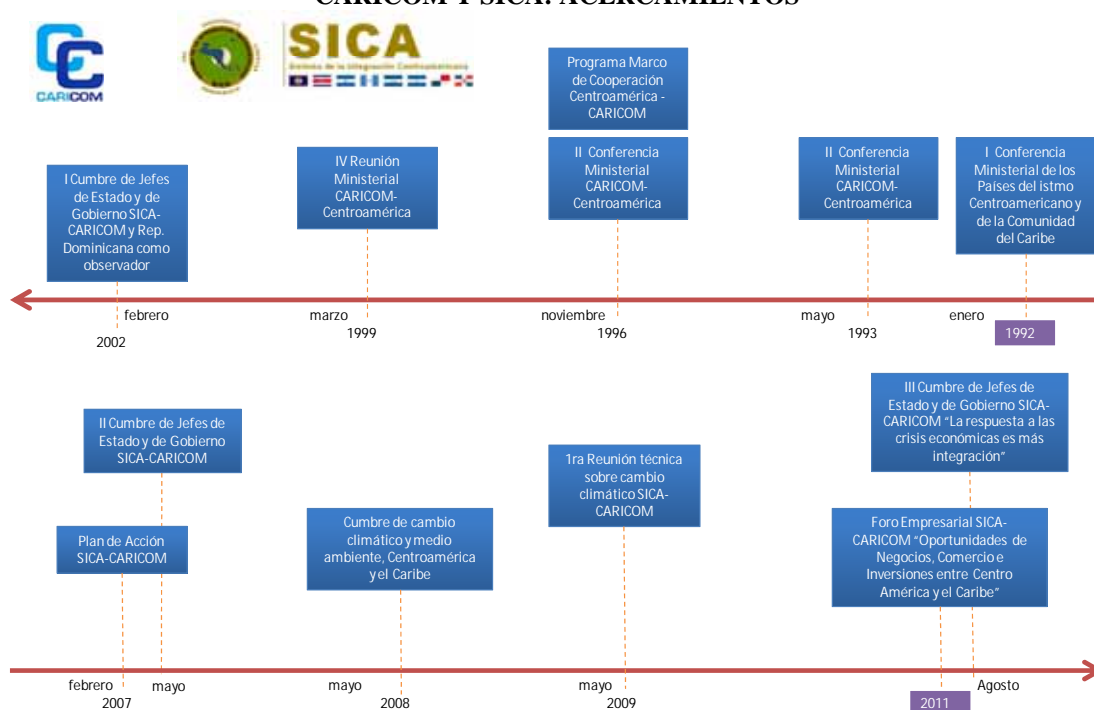 CARICOM Y SICA: ACERCAMIENTOS
CARICOM
SICA
Sistema de la Integración Centroamericana
Programa Marco
de Cooperación
Centroamérica -
CARICOM
I Cumbre de Jefes
de Estado y de
Gobierno SICA-
CARICOM y Rep.
Dominicana como
observador
IV Reunión
Ministerial
CARICOM-
Centroamérica
II Conferencia
Ministerial
CARICOM-
Centroamérica
II Conferencia
Ministerial
CARICOM-
Centroamérica
I Conferencia
Ministerial de los
Países del istmo
Centroamericano y
de la Comunidad
del Caribe
febrero
2002
marzo
1999
noviembre
1996
mayo
1993
enero
1992
II Cumbre de Jefes de
Estado y de Gobierno
SICA-CARICOM
Plan de Acción
SICA-CARICOM
Cumbre de cambio
climático y medio
ambiente, Centroamérica
y el Caribe
1ra Reunión técnica
sobre cambio
climático SICA-
CARICOM
III Cumbre de Jefes de
Estado y de Gobierno SICA-
CARICOM “La respuesta a las
crisis económicas es más
integración”
Foro Empresarial SICA-
CARICOM “Oportunidades de
Negocios, Comercio e
Inversiones entre Centro
América y el Caribe”
febrero
mayo
2007
mayo
2008
mayo
2009
Agosto
2011